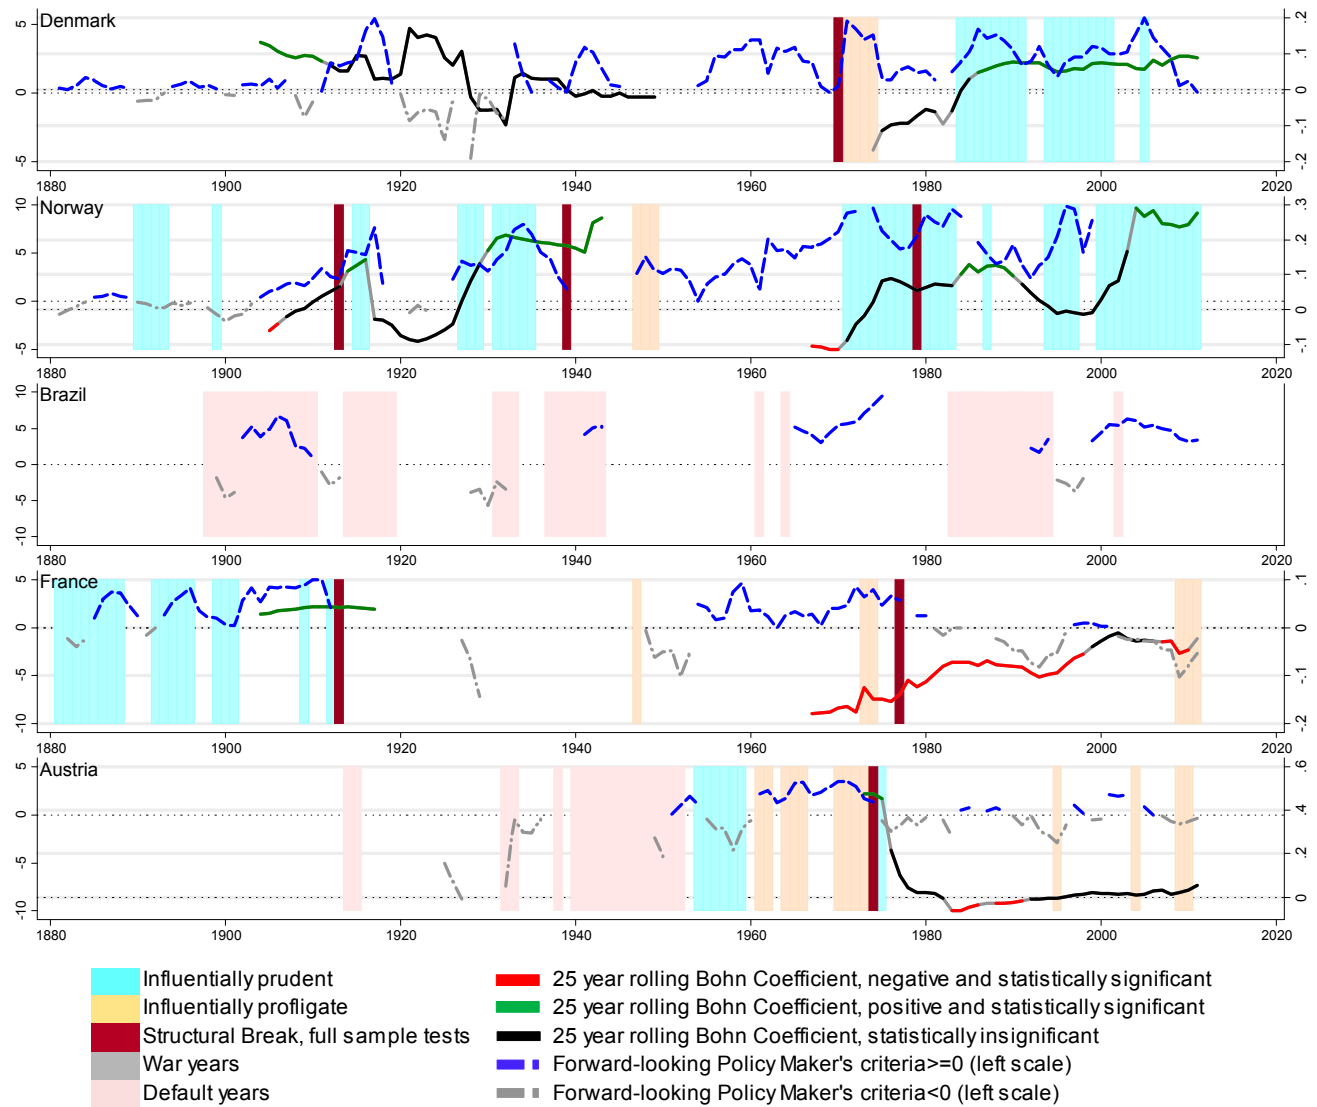 Denmark
5
0
-5
.2
.1
0
-.1
-.2
1880 1900 1920 1940 1960 1980 2000 2020
Norway
10
5
0
-5
.3
.2
.1
0
-.1
1880 1900 1920 1940 1960 1980 2000 2020
Brazil
10
5
0
-5
-10
1880 1900 1920 1940 1960 1980 2000 2020
France
5
0
-5
-10
.1
0
-.1
-.2
1880 1900 1920 1940 1960 1980 2000 2020
Austria
5
0
-5
-10
.6
.4
.2
0
1880 1900 1920 1940 1960 1980 2000 2020
Influentially prudent
Influentially profligate
Structural Break, full sample tests
War years
Default years
25 year rolling Bohn Coefficient, negative and statistically significant
25 year rolling Bohn Coefficient, positive and statistically significant
25 year rolling Bohn Coefficient, statistically insignificant
Forward-looking Policy Maker's criteria>=0 (left scale)
Forward-looking Policy Maker's criteria<0 (left scale)